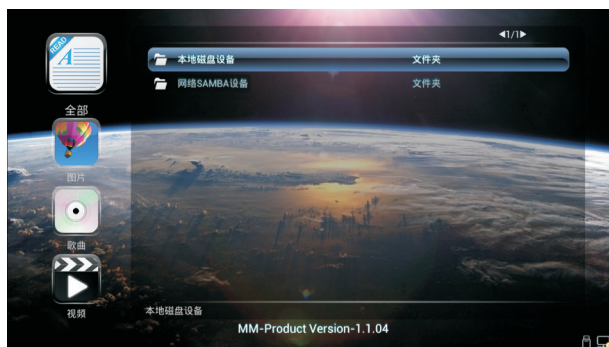 ◀1/1▶
READ
A
本地磁盘设备 文件夹
网络SAMBA设备 文件夹
全部
图片
歌曲
视频
本地磁盘设备
MM-Product Version-1.1.04